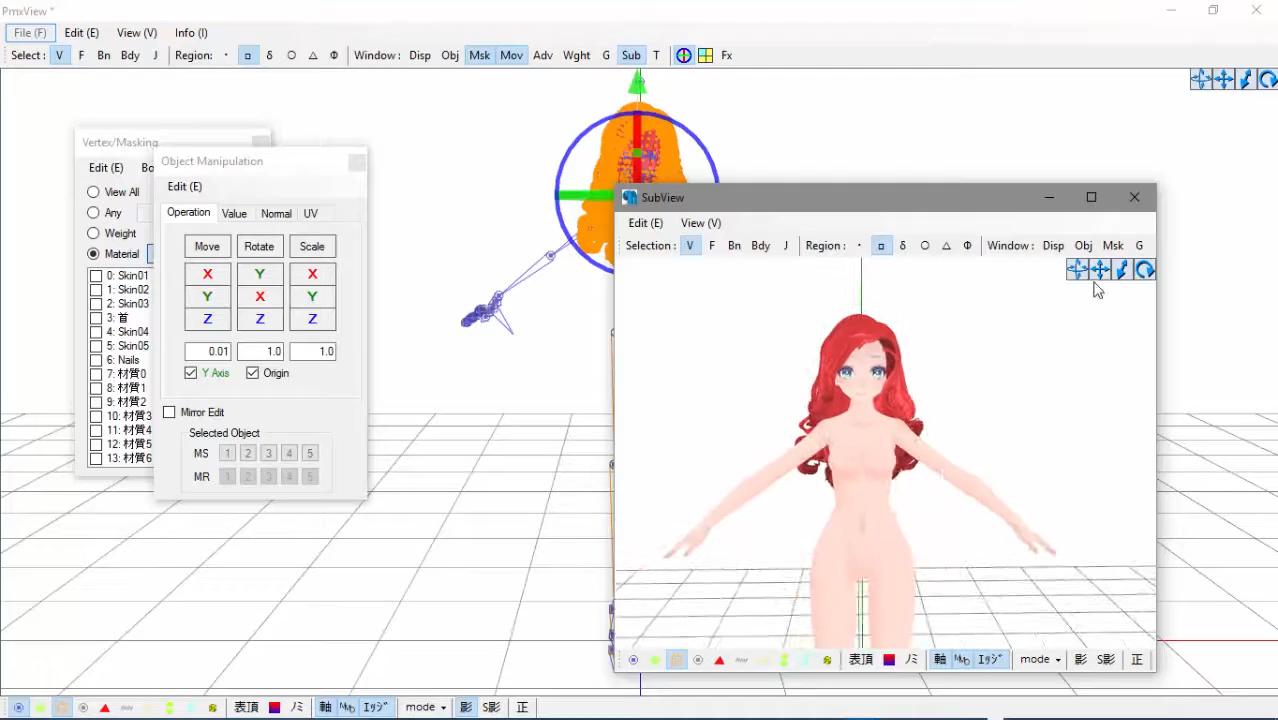 PmxView *
File (F) Edit (E) View (V) Info (I)
Select : V F Bn Bdy J Region: Window: Disp Obj Msk Mov Adv Wght G Sub T Fx
Vertex/Masking
Edit (E) Bo
View All
Any
Weight
Material
0: Skin01
1: Skin02
2: Skin03
3: 首
4: Skin04
5: Skin05
6: Nails
7: 材質0
8: 材質1
9: 材質2
10: 材質3
11: 材質4
12: 材質5
13: 材質6
Object Manipulation
Edit (E)
Operation Value Normal UV
Move Rotate Scale
X Y X
Y X Y
Z Z Z
0.01 1.0 1.0
Y Axis Origin
Mirror Edit
Selected Object
MS 1 2 3 4 5
MR 1 2 3 4 5
SubView
Edit (E) View (V)
Selection: V F Bn Bdy J Region: Window: Disp Obj Msk G
表頂 ノミ 軸 エッジ mode 影 S影 正
表頂 ノミ 軸 エッジ mode 影 S影 正